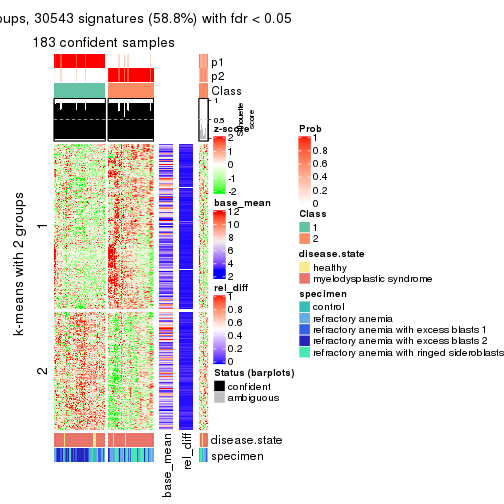 oups, 30543 signatures (58.8%) with fdr < 0.05
183 confident samples
p1
p2
Class
1
0.5
0
Silhouette
score
k-means with 2 groups
1
2
disease.state
specimen
base_mean
rel_diff
z-score
2
1
0
-1
-2
base_mean
12
10
8
6
4
2
rel_diff
1
0.8
0.6
0.4
0.2
0
Status (barplots)
confident
ambiguous
Prob
1
0.8
0.6
0.4
0.2
0
Class
1
2
disease.state
healthy
myelodysplastic syndrome
specimen
control
refractory anemia
refractory anemia with excess blasts 1
refractory anemia with excess blasts 2
refractory anemia with ringed sideroblasts